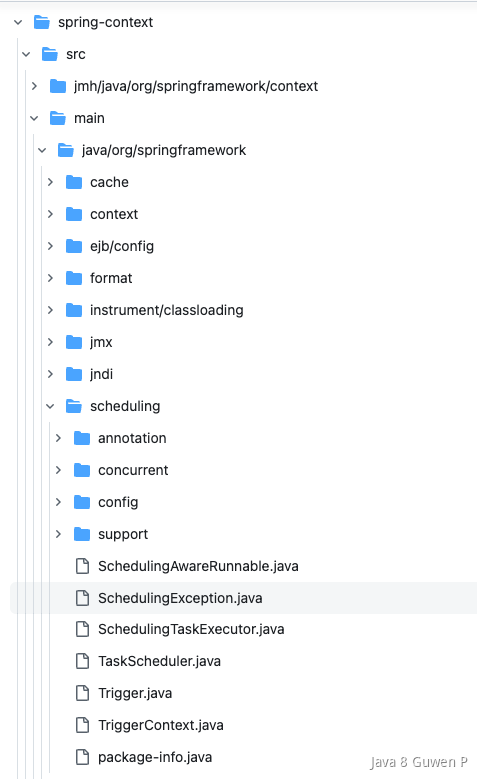 spring-context
src
jmh/java/org/springframework/context
main
java/org/springframework
cache
context
ejb/config
format
instrument/classloading
jmx
jndi
scheduling
annotation
concurrent
config
support
SchedulingAwareRunnable.java
SchedulingException.java
SchedulingTaskExecutor.java
TaskScheduler.java
Trigger.java
TriggerContext.java
package-info.java
Java 8 Guwen P